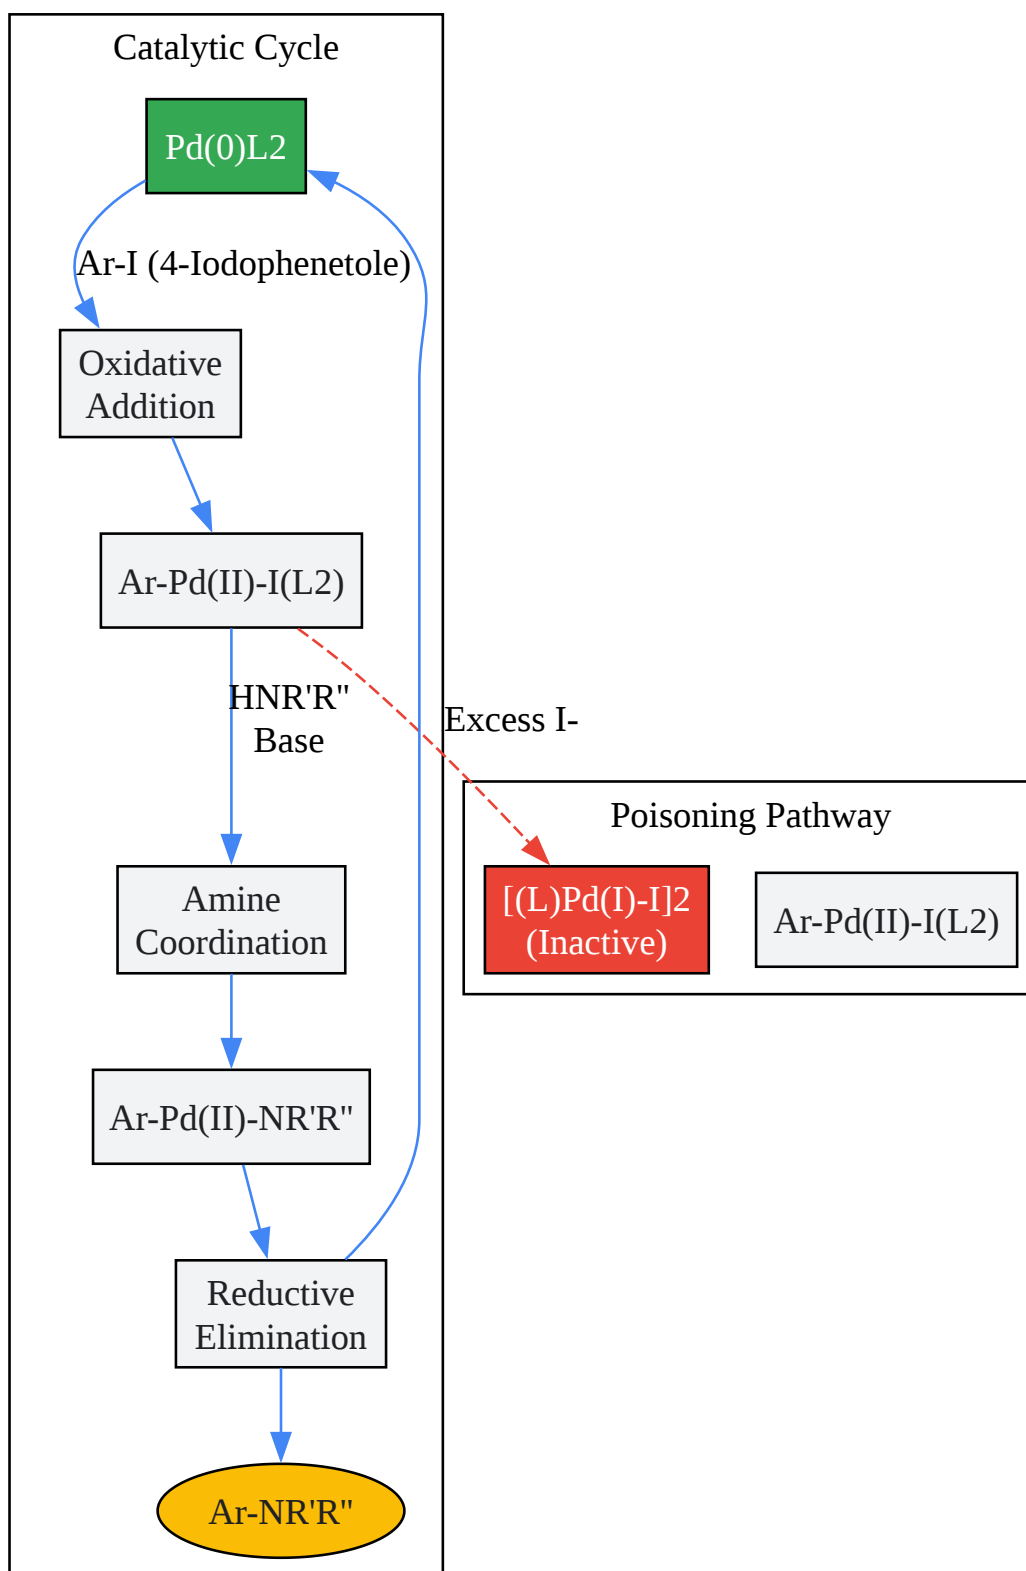 Catalytic Cycle
Pd(0)L2
Ar-I (4-Iodophenetole)
Oxidative
Addition
Ar-Pd(II)-I(L2)
HNR'R"
Base
Excess I-
Poisoning Pathway
[(L)Pd(I)-I]2
(Inactive)
Ar-Pd(II)-I(L2)
Amine
Coordination
Ar-Pd(II)-NR'R"
Reductive
Elimination
Ar-NR'R"